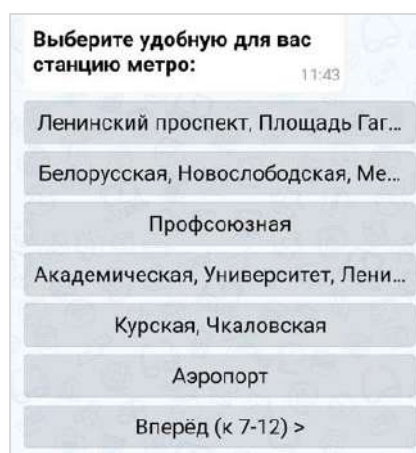 Выберите удобную для вас
станцию метро:
11:43
Ленинский проспект, Площадь Гаг...
Белорусская, Новослободская, Ме...
Профсоюзная
Академическая, Университет, Лени...
Курская, Чкаловская
Аэропорт
Вперёд (к 7-12) >